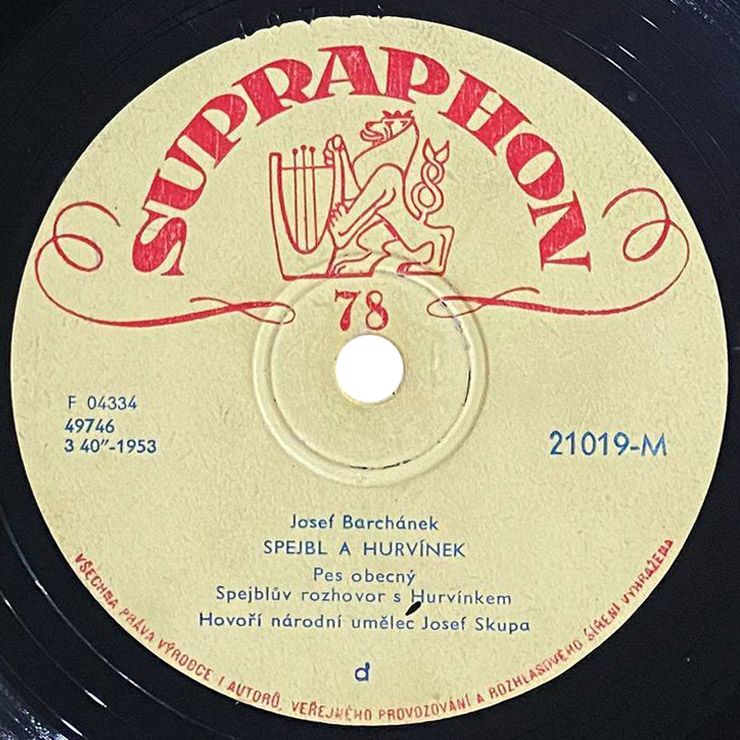 SUPRAPHON
78
F 04334
49746
3 40”-1953
21019-M
Josef Barchánek
SPEJBL A HURVÍNEK
Pes obecný
Spejblův rozhovor s Hurvínkem
Hovoří národní umělec Josef Skupa
d
VŠECHNA PRÁVA VÝROBCE I AUTORŮ, VEŘEJNÉHO PROVOZOVÁNÍ A ROZHLASOVÉHO ŠÍŘENÍ VYHRAŽENA